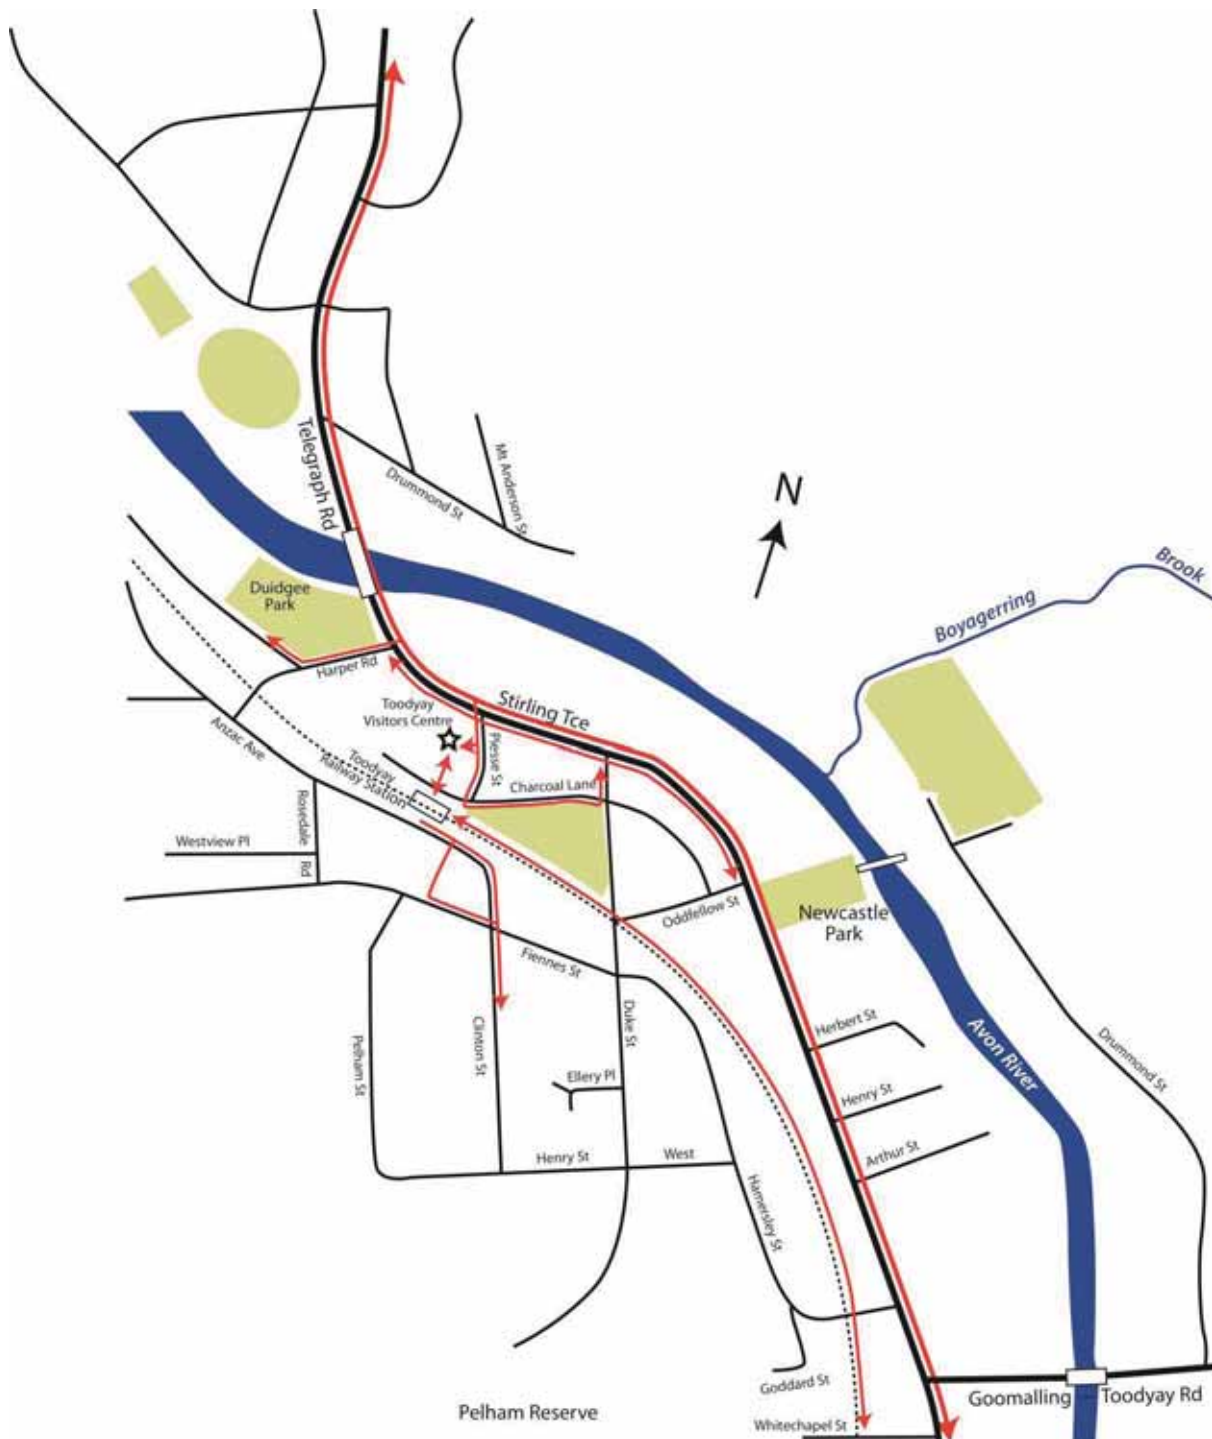 Telegraph Rd
Drummond St
Mt Anderson St
N
Brook
Boyagerring
Duidgee
Park
Harper Rd
Stirling Tce
Toodyay
Visitors Centre
Piesse St
Anzac Ave
Toodyay
Railway Station
Charcoal Lane
Rosedale
Rd
Westview Pl
Oddfellow St
Newcastle
Park
Fiennes St
Pelham St
Clinton St
Duke St
Ellery Pl
Herbert St
Avon River
Drummond St
Henry St
Arthur St
Henry St
West
Hamersley St
Goddard St
Goomalling
Toodyay Rd
Pelham Reserve
Whitechapel St